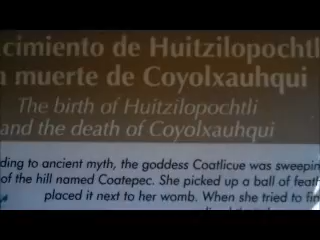 cimiento de Huitzilopochtl
muerte de Coyolxauhqui
The birth of Huitzilopochtli
and the death of Coyolxauhqui
ding to ancient myth, the goddess Coatlicue was sweepin
of the hill named Coatepec. She picked up a ball of feath
placed it next to her womb. When she tried to fin